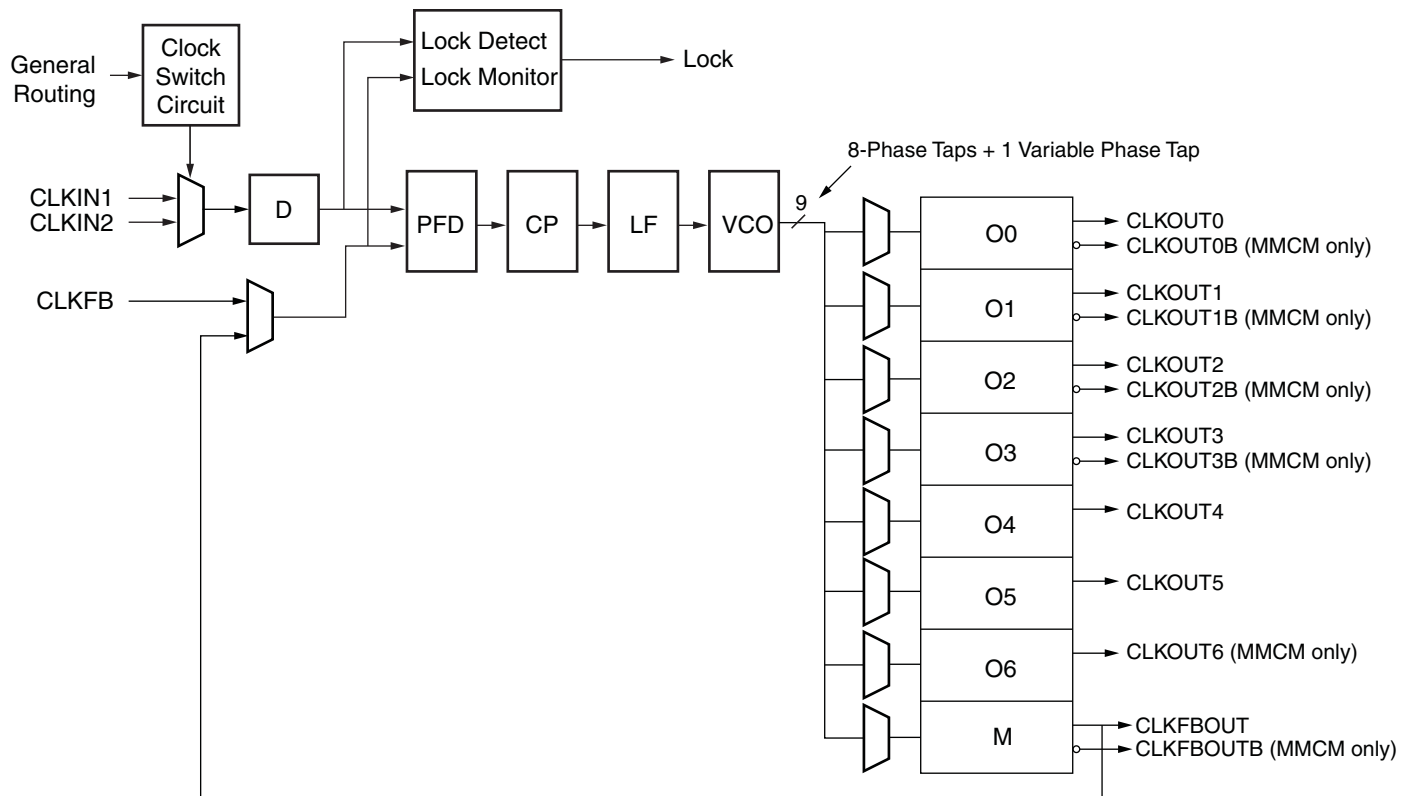 General
Routing
Clock
Switch
Circuit
Lock Detect
Lock Monitor
Lock
8-Phase Taps + 1 Variable Phase Tap
CLKIN1
CLKIN2
D
PFD
CP
LF
VCO
9
CLKFB
O0
CLKOUT0
CLKOUT0B (MMCM only)
O1
CLKOUT1
CLKOUT1B (MMCM only)
O2
CLKOUT2
CLKOUT2B (MMCM only)
O3
CLKOUT3
CLKOUT3B (MMCM only)
O4
CLKOUT4
O5
CLKOUT5
O6
CLKOUT6 (MMCM only)
M
CLKFBOUT
CLKFBOUTB (MMCM only)